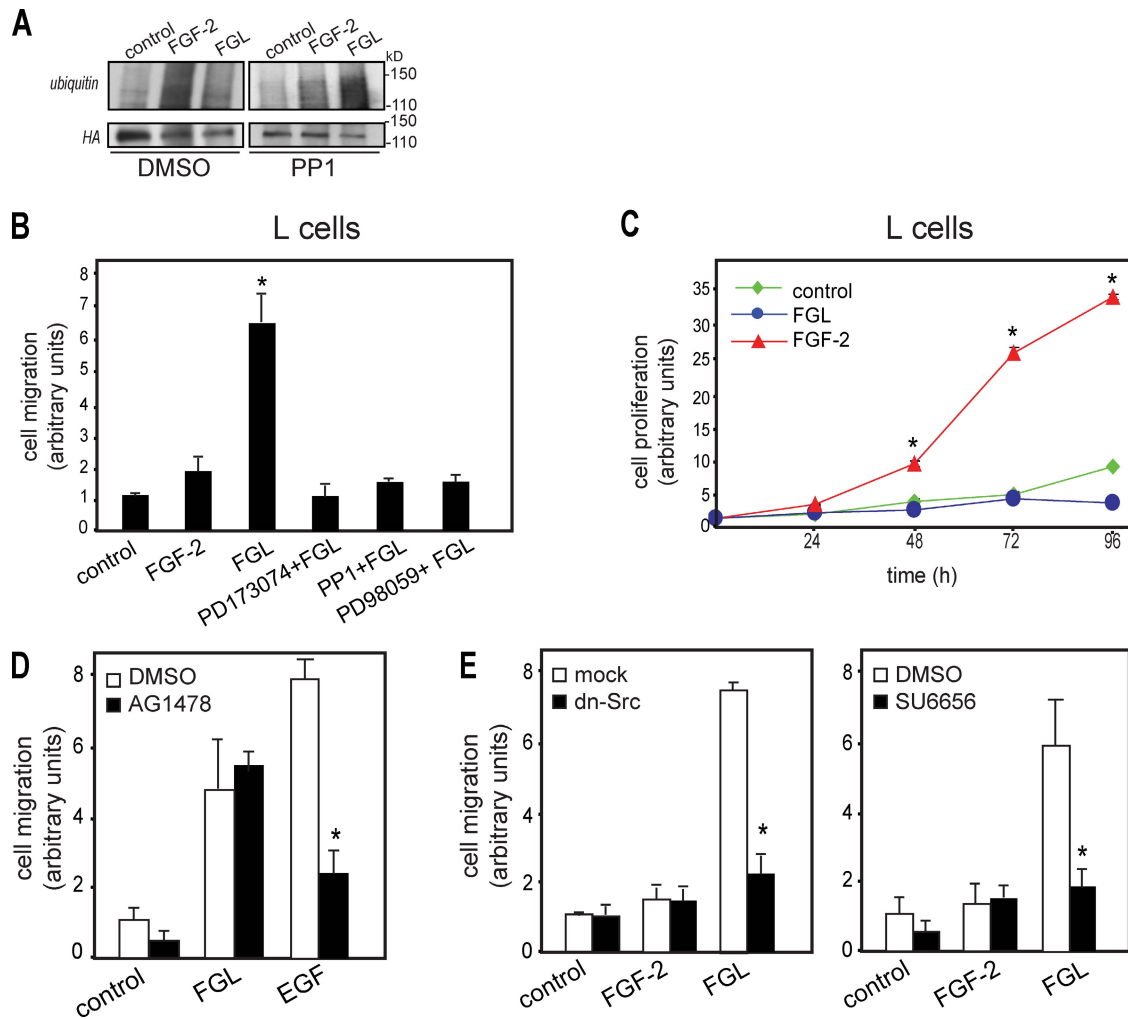 A
control FGF-2 FGL control FGF-2 FGL
kD
ubiquitin
-150
-110
HA
-150
-110
DMSO PP1
B
L cells
cell migration
(arbitrary units)
8
7
6
5
4
3
2
1
0
*
control FGF-2 FGL PD173074+FGL PP1+FGL PD98059+ FGL
C
L cells
cell proliferation
(arbitrary units)
35
30
25
20
15
10
5
0
control
FGL
FGF-2
* * *
24 48 72 96
time (h)
D
cell migration
(arbitrary units)
8
6
4
2
0
DMSO
AG1478
*
control FGL EGF
E
cell migration
(arbitrary units)
8
6
4
2
0
mock
dn-Src
*
control FGF-2 FGL
8
6
4
2
0
DMSO
SU6656
*
control FGF-2 FGL